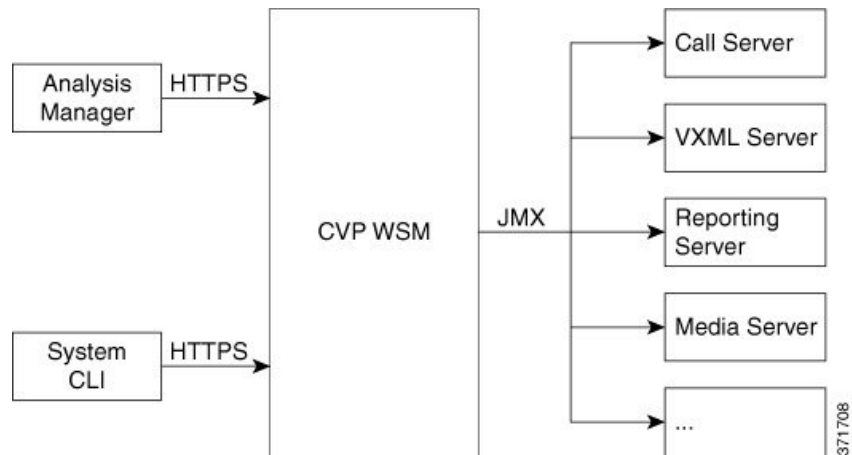 Analysis
Manager
HTTPS
System
CLI
HTTPS
CVP WSM
JMX
Call Server
VXML Server
Reporting
Server
Media Server
...
371708